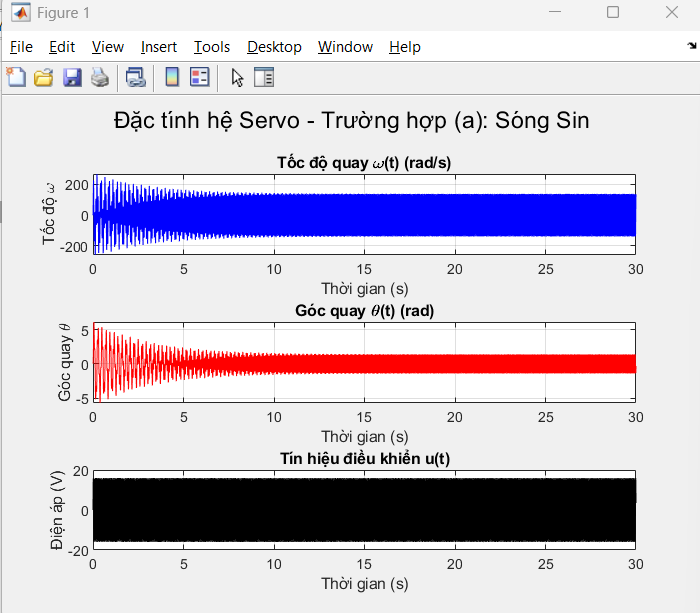 Figure 1
File Edit View Insert Tools Desktop Window Help
Đặc tính hệ Servo - Trường hợp (a): Sóng Sin
Tốc độ quay ω(t) (rad/s)
Tốc độ ω
200
0
-200
0 5 10 15 20 25 30
Thời gian (s)
Góc quay θ(t) (rad)
Góc quay θ
5
0
-5
0 5 10 15 20 25 30
Thời gian (s)
Tín hiệu điều khiển u(t)
Điện áp (V)
20
0
-20
0 5 10 15 20 25 30
Thời gian (s)